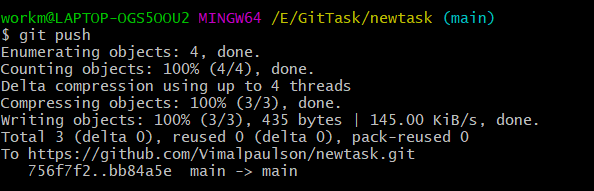 workm@LAPTOP-OGS5OOU2 MINGW64 /E/GitTask/newtask (main)
$ git push
Enumerating objects: 4, done.
Counting objects: 100% (4/4), done.
Delta compression using up to 4 threads
Compressing objects: 100% (3/3), done.
Writing objects: 100% (3/3), 435 bytes | 145.00 KiB/s, done.
Total 3 (delta 0), reused 0 (delta 0), pack-reused 0
To https://github.com/Vimalpaulson/newtask.git
   756f7f2..bb84a5e  main -> main